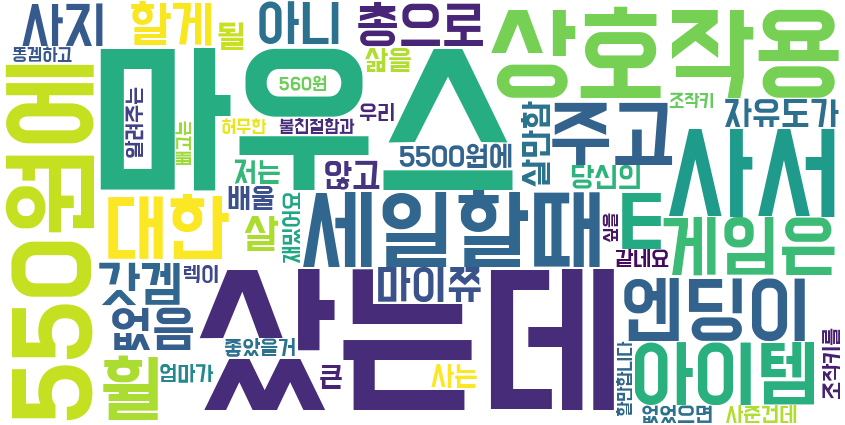 사지
할게
될
아니
총으로
상호작용
똥겜하고
삶을
마우스
560원
550원에
알려주는
빼고는
허무한
불친절함과
우리
조작키
자유도가
살만함
주고
5500원에
저는
않고
당신의
사서
배울
대한
살
재밌어요
세일할때
싶을
E
같네요
게임은
갓겜
렉이
마이쮸
없음
샀는데
엔딩이
좋았을거
휠
엄마가
큰
사는
할만합니다
아이템
조작키를
없었으면
사준건데